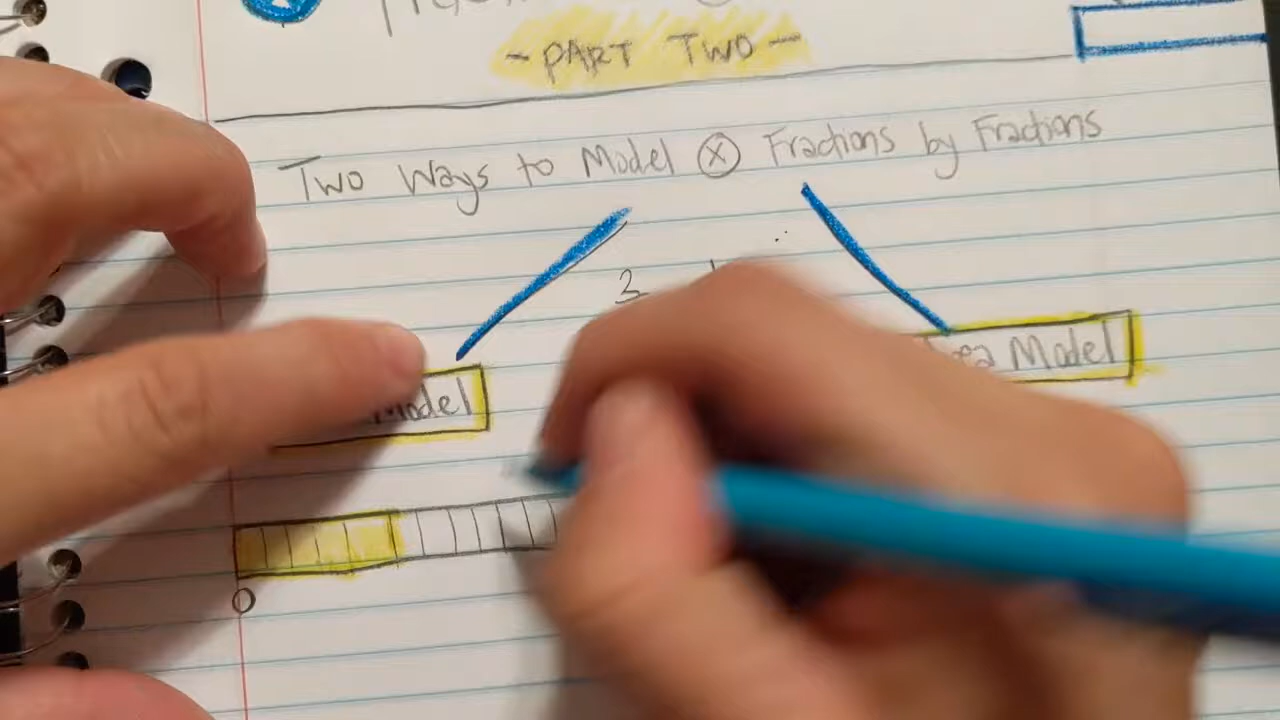 - PART TWO -
Two Ways to Model ⊗ Fractions by Fractions
3
Model
Model
0